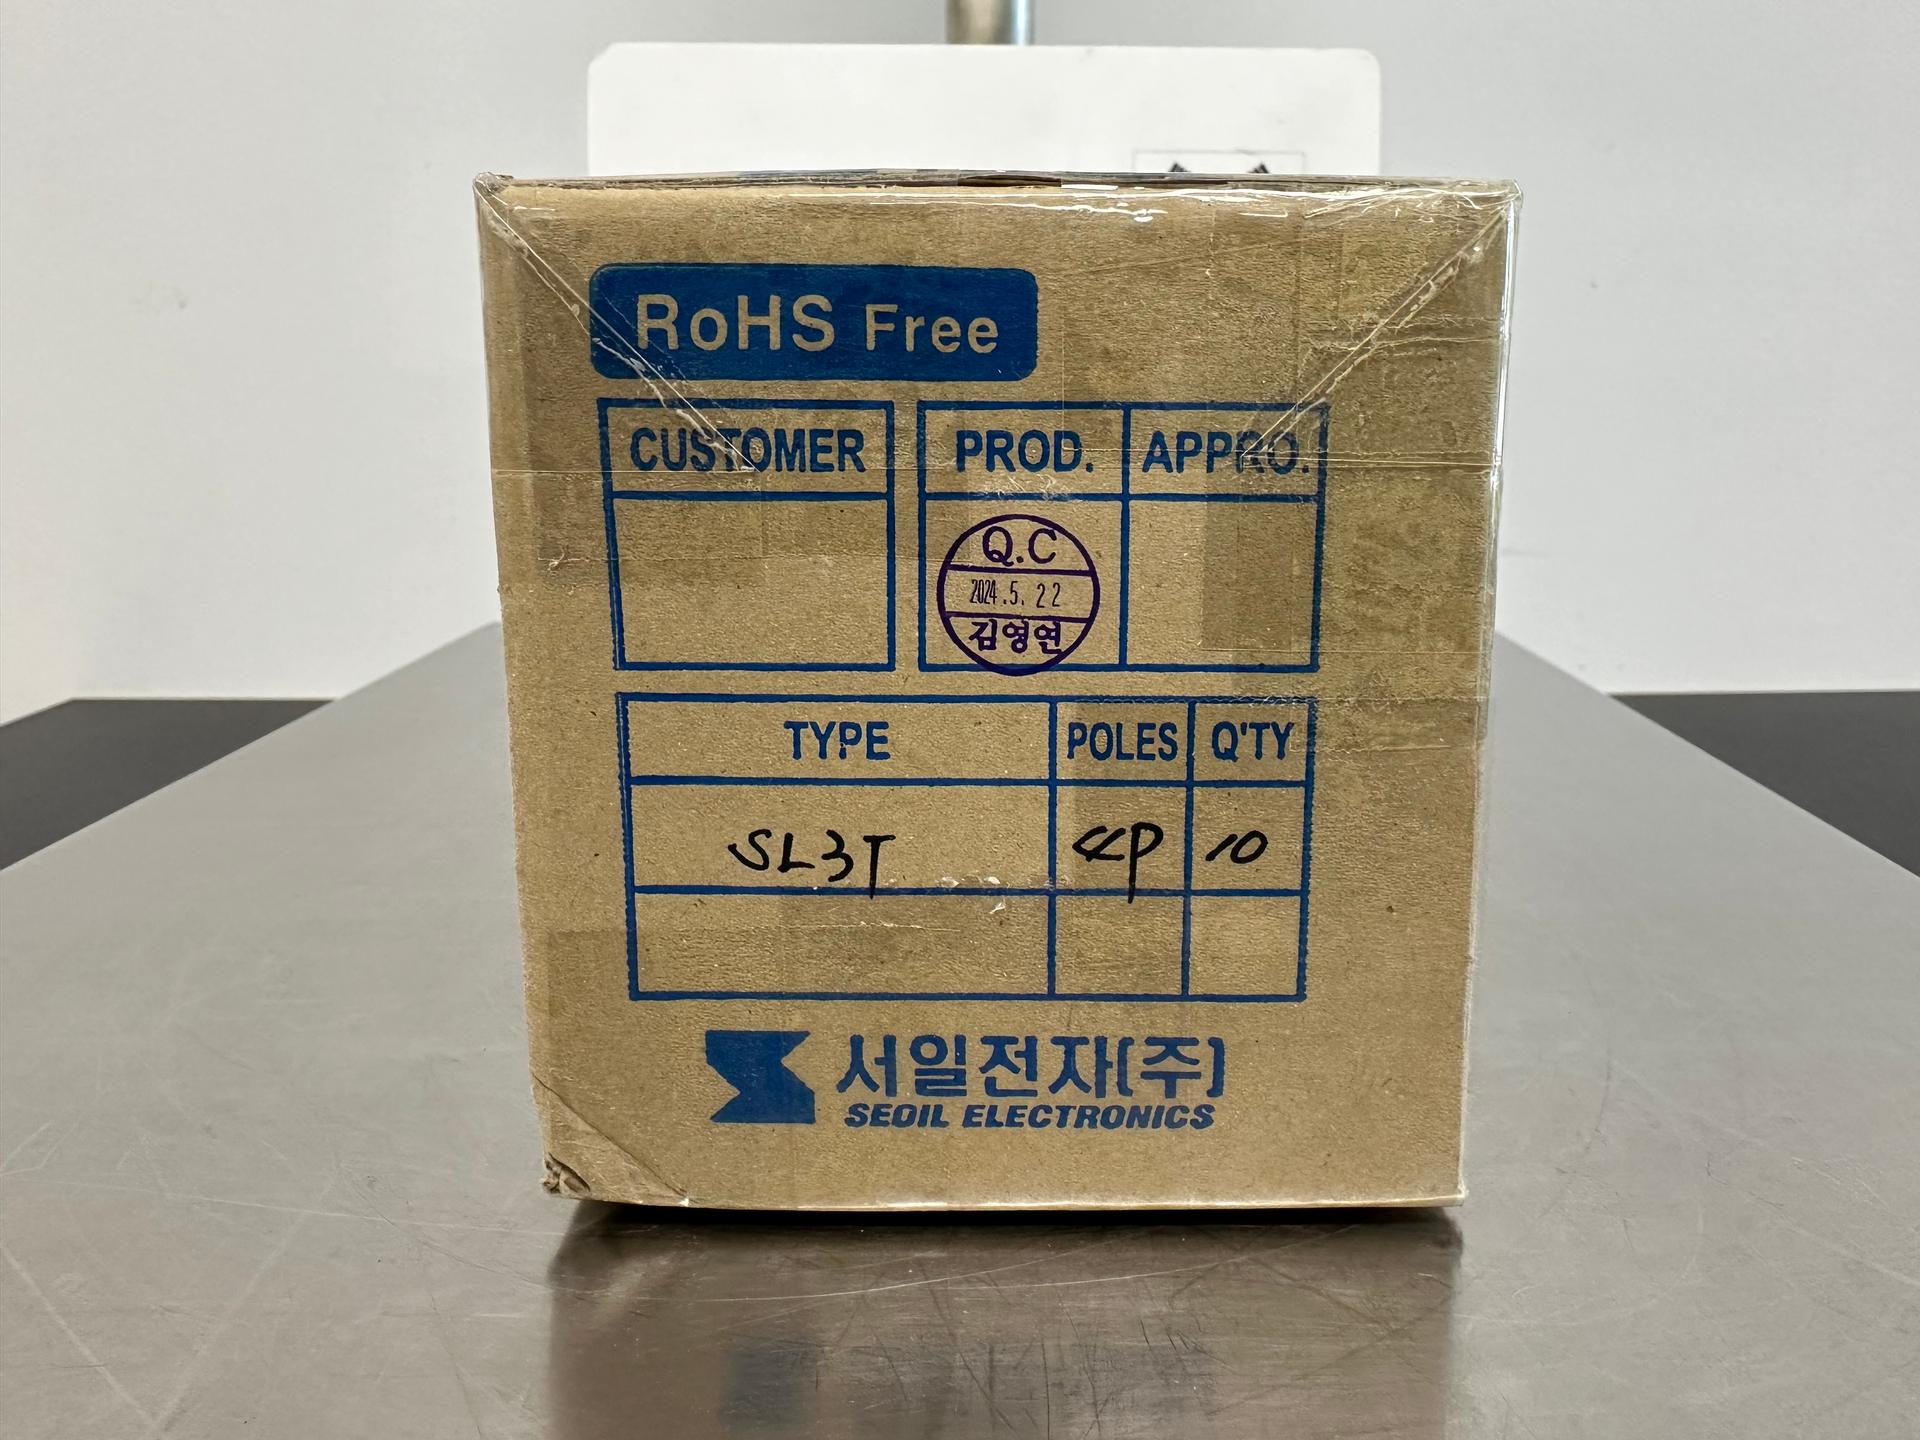 RoHS Free
CUSTOMER PROD. APPRO.
Q.C
2024.5.22
김영연
TYPE POLES Q'TY
SL3T 4P 10
서일전자(주)
SEOIL ELECTRONICS